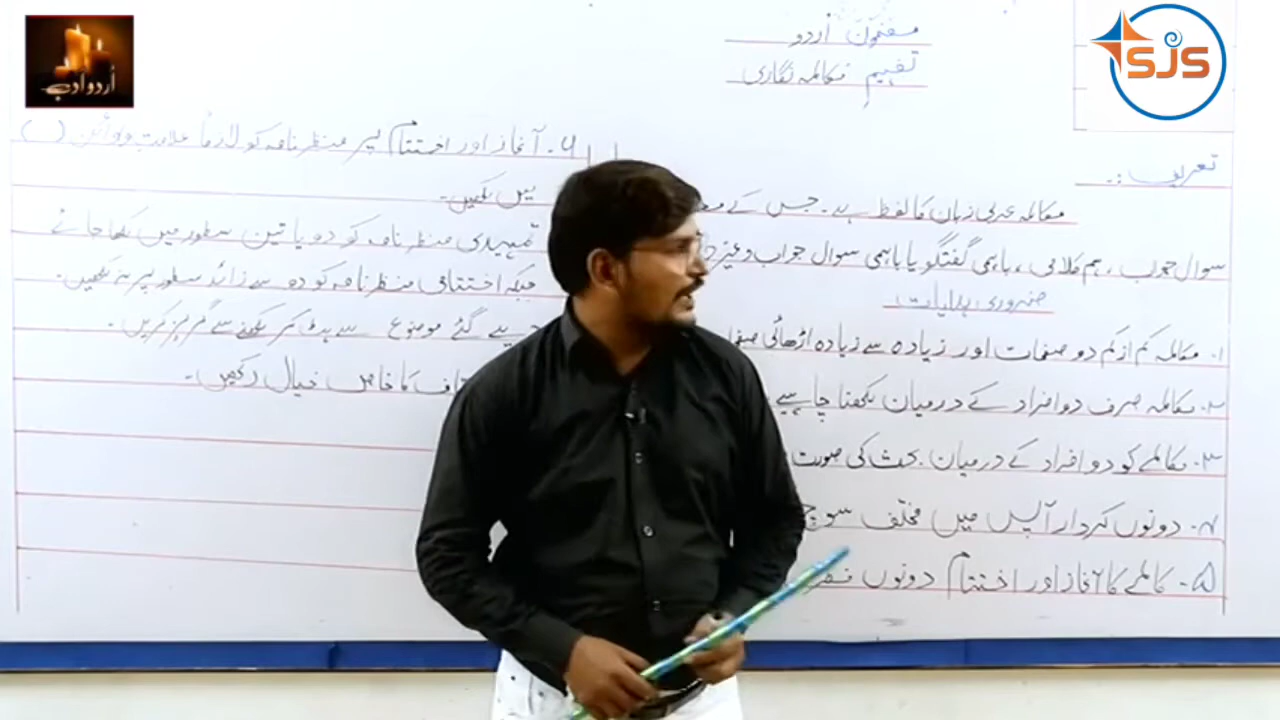 اُردو ادب
SJS
مضمون اُردو
تفہیم مکالمہ نگاری
تعریف :۔
مکالمہ عربی زبان کا لفظ ہے۔ جس کے
سوال جواب ، ہم کلامی ، باہمی گفتگو یا باہمی سوال جواب وغیرہ
ضروری ہدایات
۱۔ مکالمہ کم از کم دو صفحات اور زیادہ سے زیادہ اڑھائی
۲۔ مکالمہ صرف دو افراد کے درمیان لکھنا چاہیے
۳۔ مکالمے کو دو افراد کے درمیان بحث کی صورت
۴۔ دونوں کردار آپس میں مختلف
۵۔ کالمے کا آغاز اور اختتام دونوں
۶۔ آغاز اور اختتام پر منظر نامہ کو لازماً علامت واوین ( )
میں لکھیں۔
تمہیدی منظر نامہ کو دو یا تین سطور میں لکھا جائے
جبکہ اختتامی منظر نامہ کو دو سے زائد سطور پر نہ لکھیں۔
دیے گئے موضوع سے ہٹ کر لکھنے سے گریز کریں۔
کا خاص خیال رکھیں۔